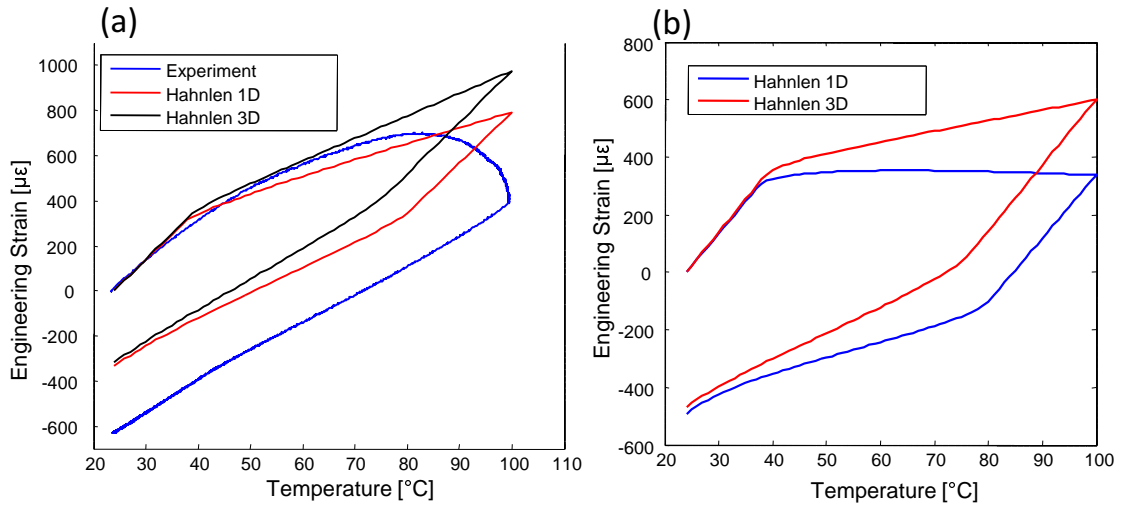 (a)
Experiment
Hahnlen 1D
Hahnlen 3D
1000
800
600
400
200
0
-200
-400
-600
Engineering Strain [µε]
20 30 40 50 60 70 80 90 100 110
Temperature [°C]
(b)
Hahnlen 1D
Hahnlen 3D
800
600
400
200
0
-200
-400
-600
Engineering Strain [µε]
20 30 40 50 60 70 80 90 100
Temperature [°C]